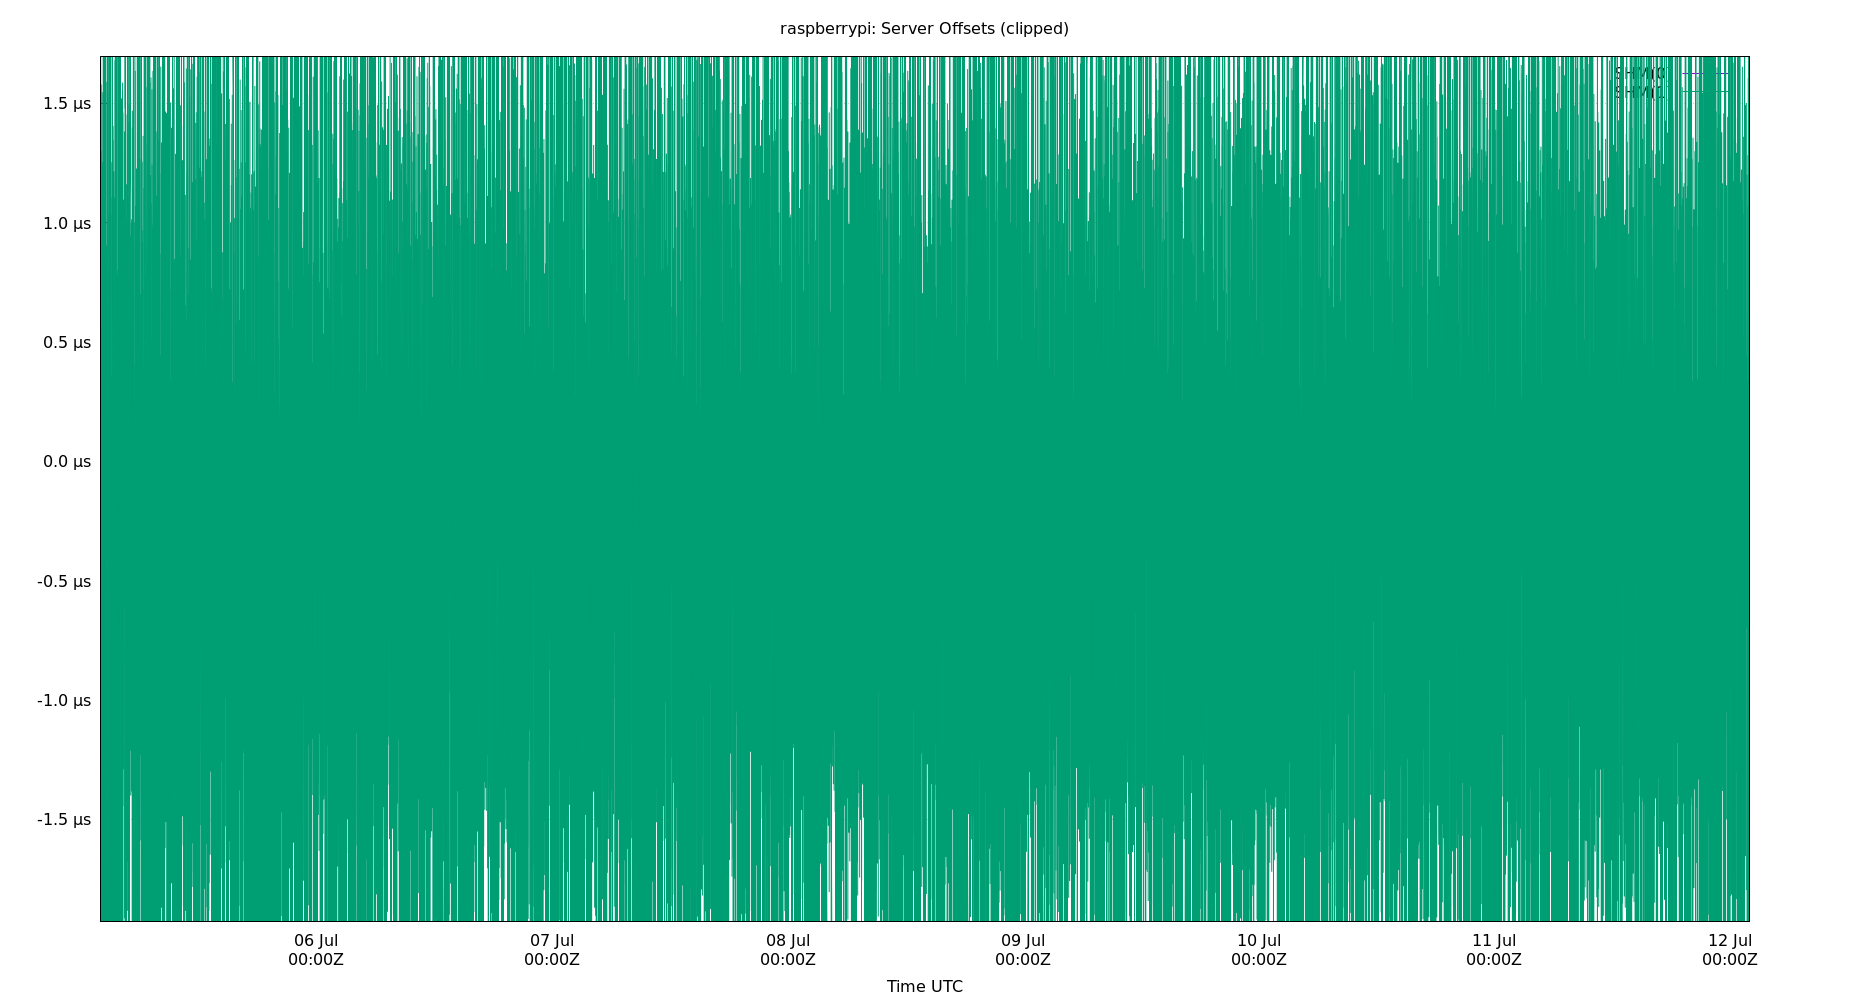 raspberrypi: Server Offsets (clipped)
1.5 µs
1.0 µs
0.5 µs
0.0 µs
-0.5 µs
-1.0 µs
-1.5 µs
06 Jul 07 Jul 08 Jul 09 Jul 10 Jul 11 Jul 12 Jul
00:00Z 00:00Z 00:00Z 00:00Z 00:00Z 00:00Z 00:00Z
Time UTC